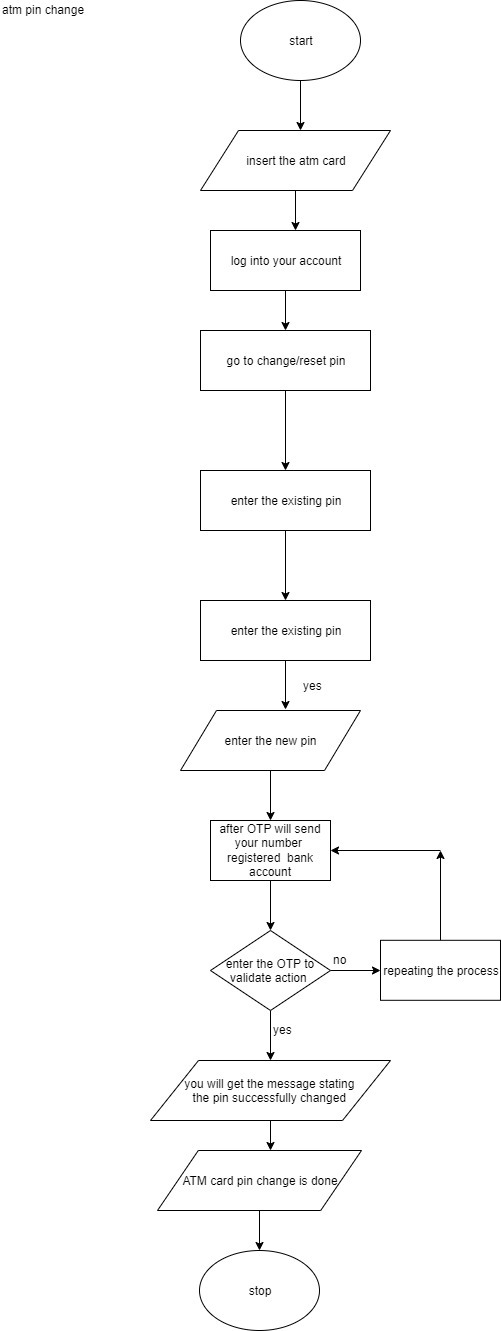 atm pin change
start
insert the atm card
log into your account
go to change/reset pin
enter the existing pin
enter the existing pin
yes
enter the new pin
after OTP will send
your number
registered bank
account
enter the OTP to
validate action
no
repeating the process
yes
you will get the message stating
the pin successfully changed
ATM card pin change is done
stop